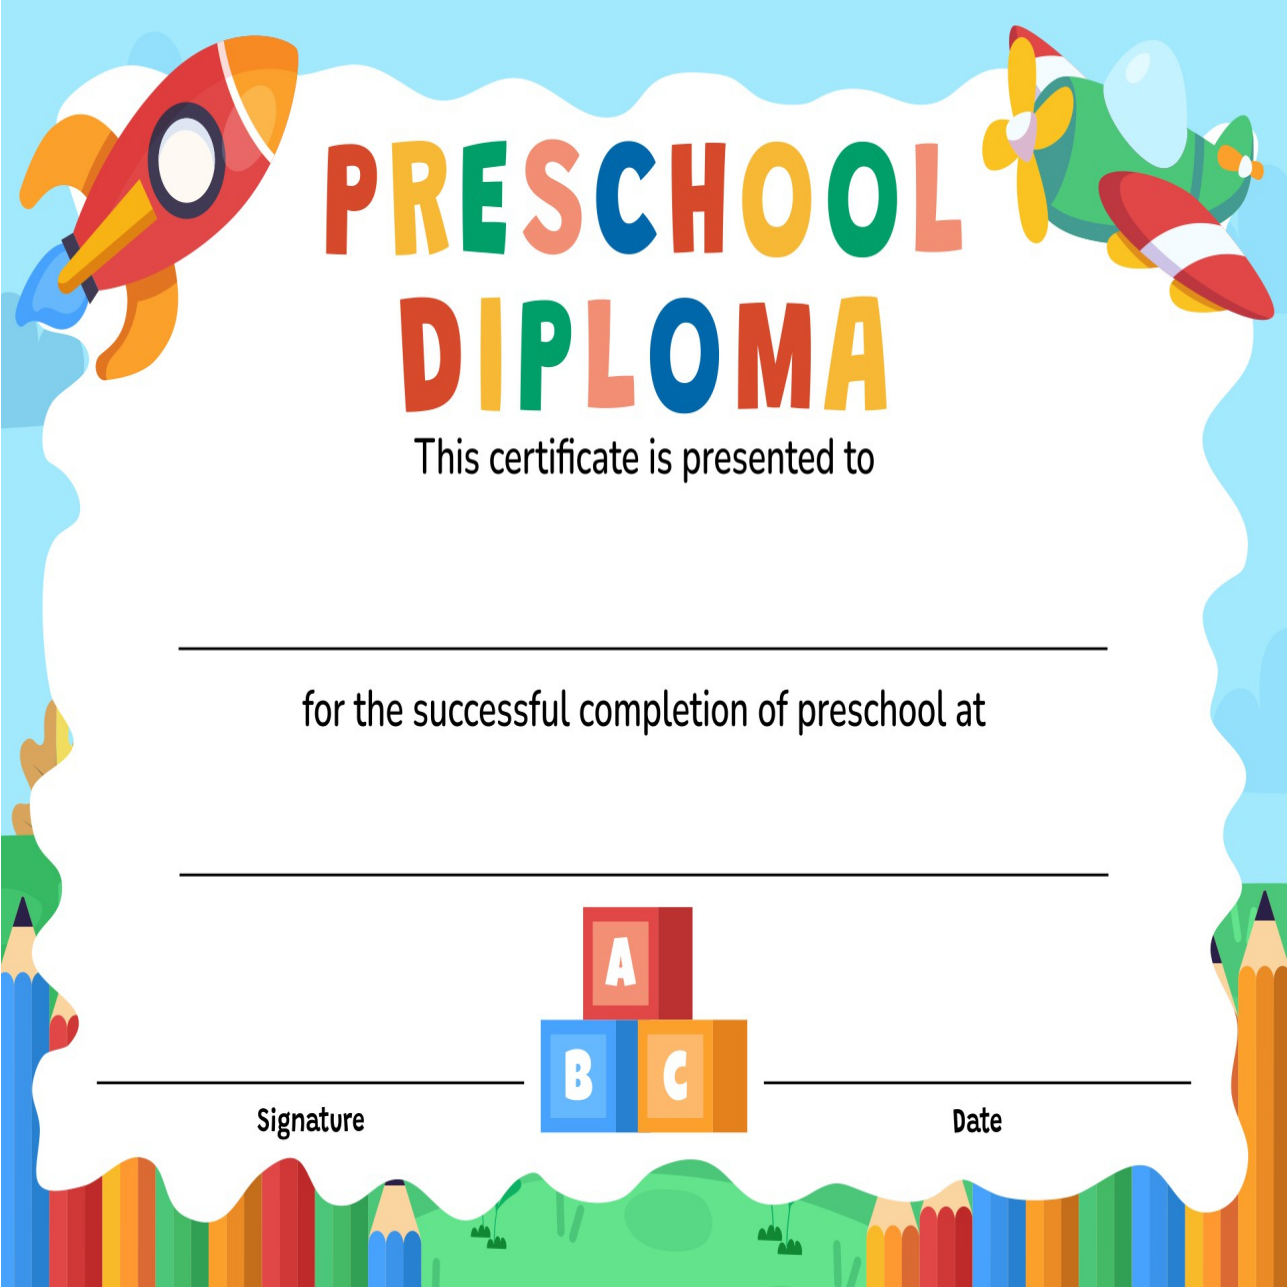 PRESCHOOL
DIPLOMA
This certificate is presented to
for the successful completion of preschool at
A
B C
Signature Date